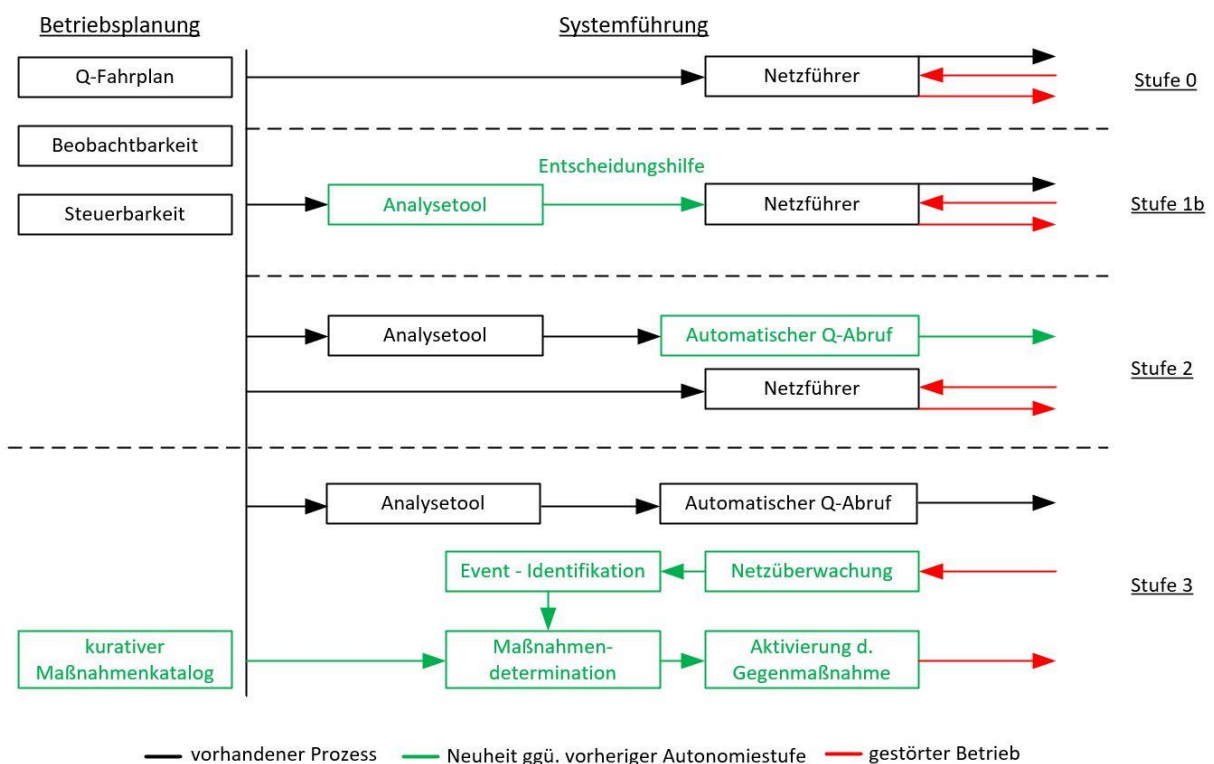 Betriebsplanung
Systemführung
Q-Fahrplan
Netzführer
Stufe 0
Beobachtbarkeit
Entscheidungshilfe
Steuerbarkeit
Analysetool
Netzführer
Stufe 1b
Analysetool
Automatischer Q-Abruf
Stufe 2
Netzführer
Analysetool
Automatischer Q-Abruf
Event - Identifikation
Netzüberwachung
Stufe 3
kurativer
Maßnahmenkatalog
Maßnahmen-
determination
Aktivierung d.
Gegenmaßnahme
vorhandener Prozess
Neuheit ggü. vorheriger Autonomiestufe
gestörter Betrieb